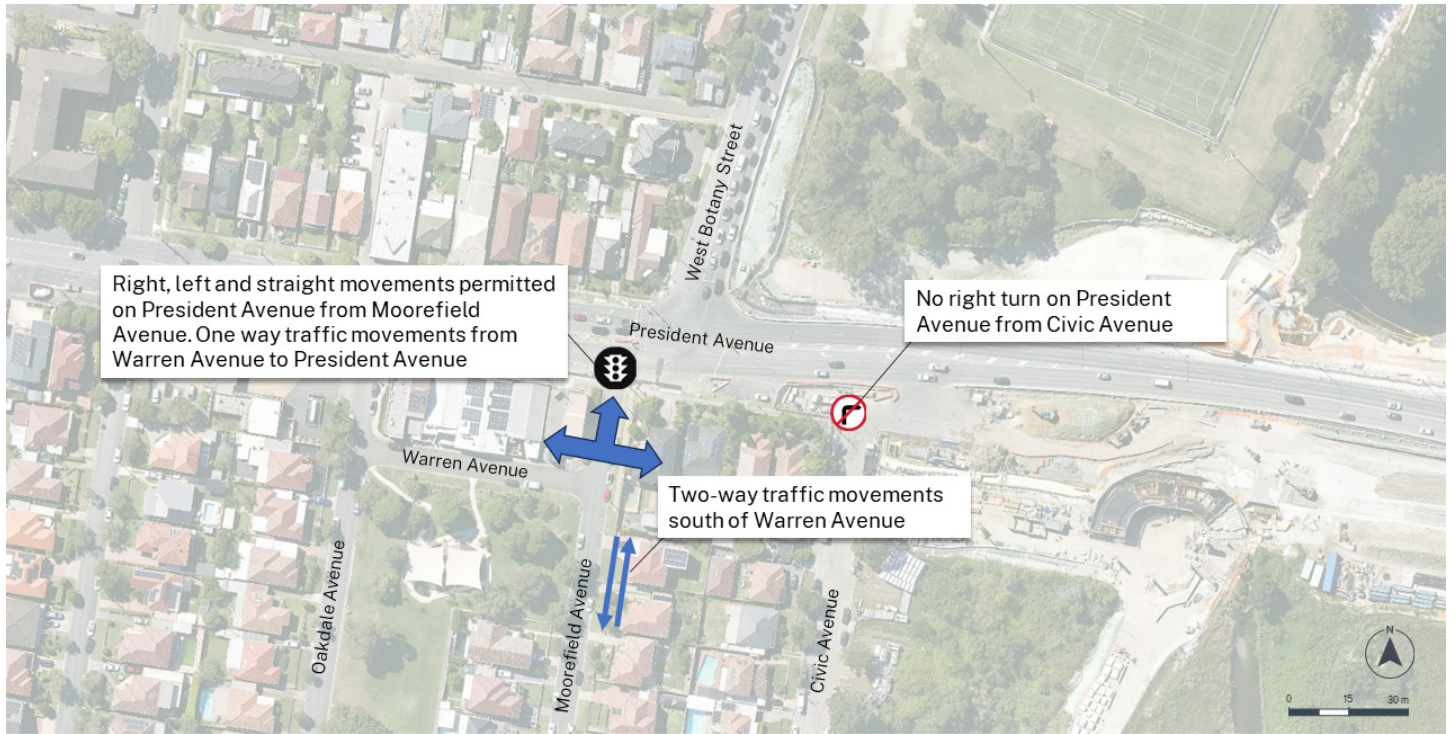 West Botany Street
Right, left and straight movements permitted
on President Avenue from Moorefield
Avenue. One way traffic movements from
Warren Avenue to President Avenue
No right turn on President
Avenue from Civic Avenue
President Avenue
Warren Avenue
Two-way traffic movements
south of Warren Avenue
Oakdale Avenue
Moorefield Avenue
Civic Avenue
N
0 15 30 m